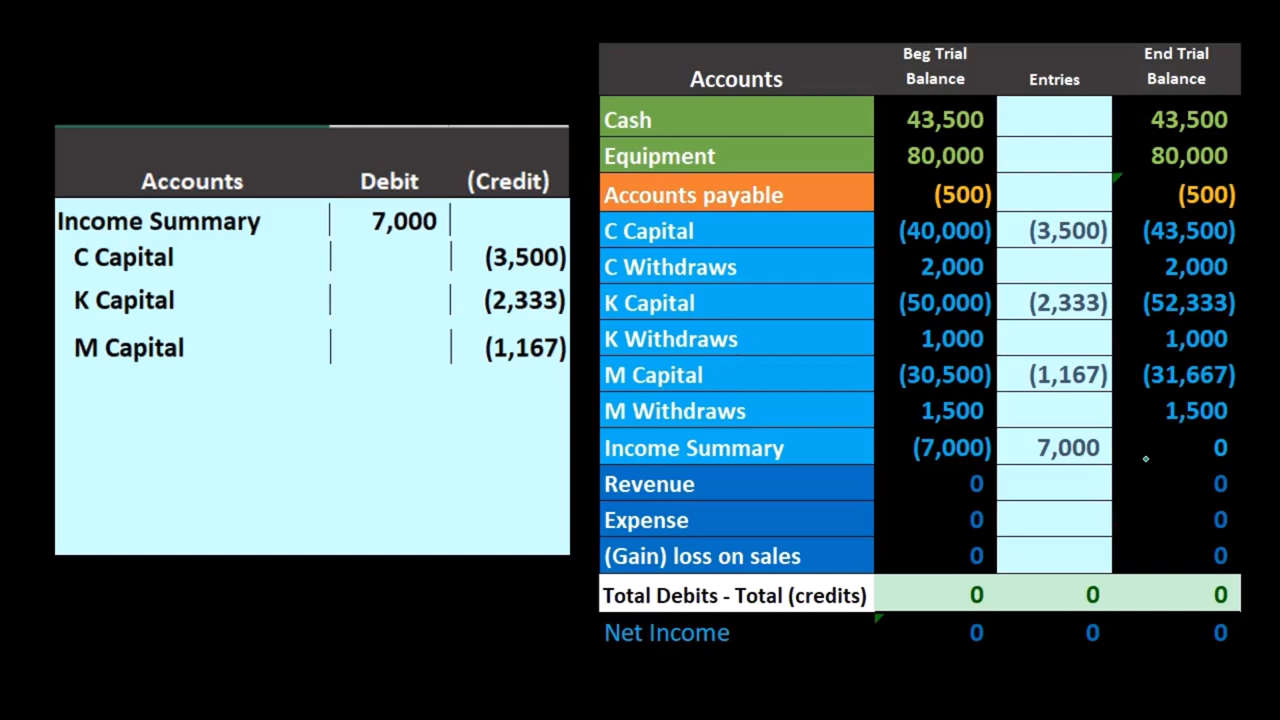 Accounts Debit (Credit)
Income Summary 7,000
C Capital (3,500)
K Capital (2,333)
M Capital (1,167)
Beg Trial End Trial
Accounts Balance Entries Balance
Cash 43,500 43,500
Equipment 80,000 80,000
Accounts payable (500) (500)
C Capital (40,000) (3,500) (43,500)
C Withdraws 2,000 2,000
K Capital (50,000) (2,333) (52,333)
K Withdraws 1,000 1,000
M Capital (30,500) (1,167) (31,667)
M Withdraws 1,500 1,500
Income Summary (7,000) 7,000 0
Revenue 0 0
Expense 0 0
(Gain) loss on sales 0 0
Total Debits - Total (credits) 0 0 0
Net Income 0 0 0